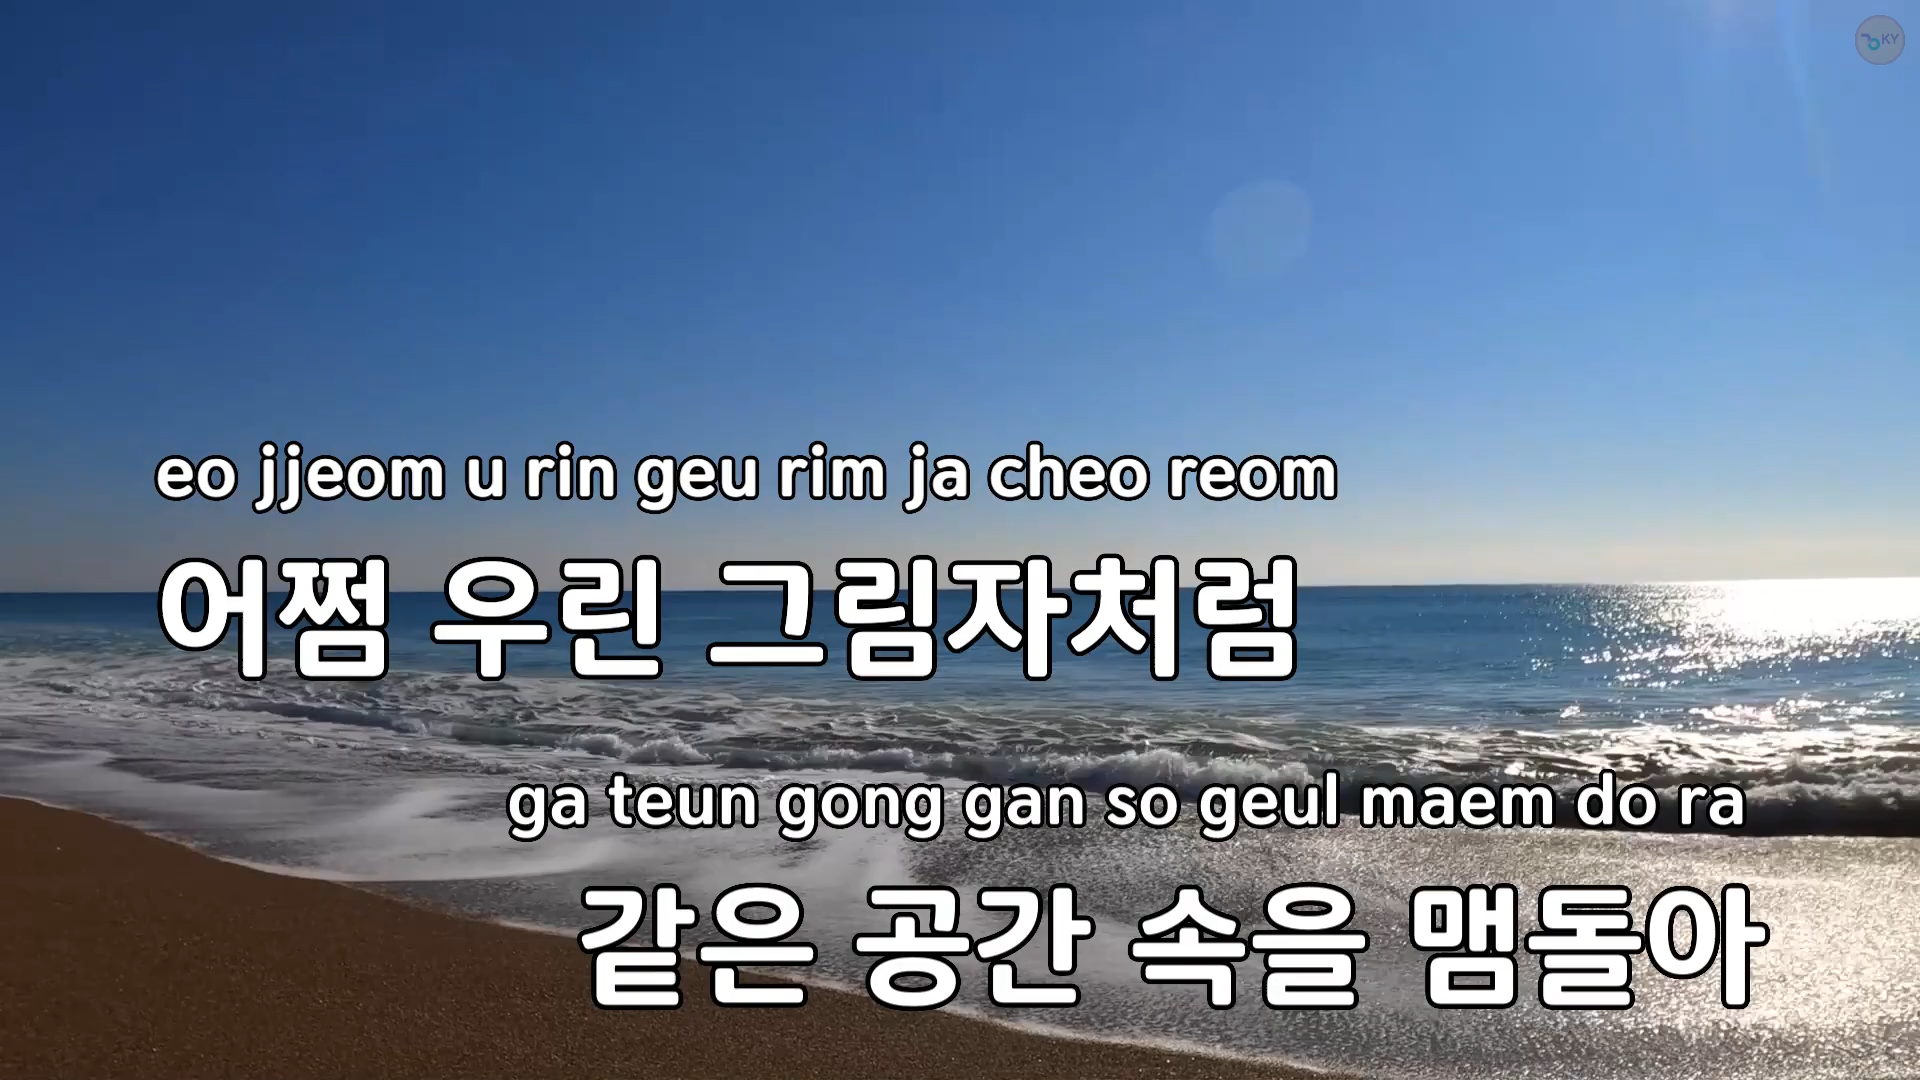 KY
eo jjeom u rin geu rim ja cheo reom
어쩜 우린 그림자처럼
ga teun gong gan so geul maem do ra
같은 공간 속을 맴돌아